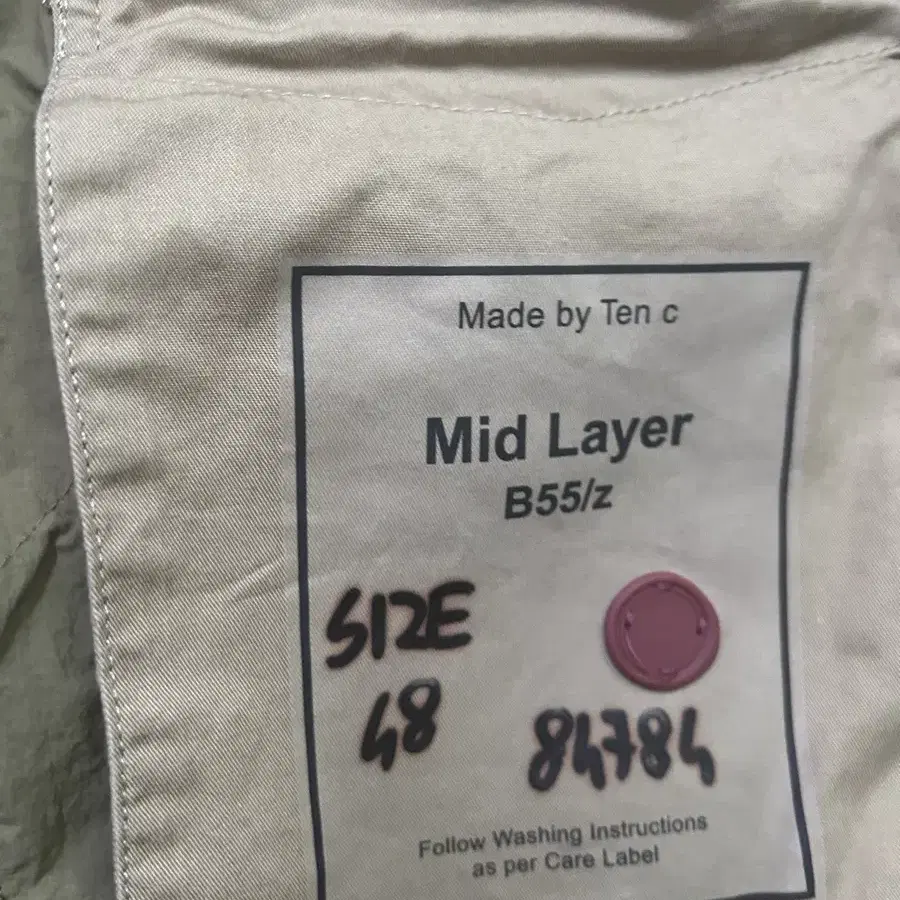 Made by Ten c
Mid Layer
B55/z
SIZE
48
84784
Follow Washing Instructions
as per Care Label